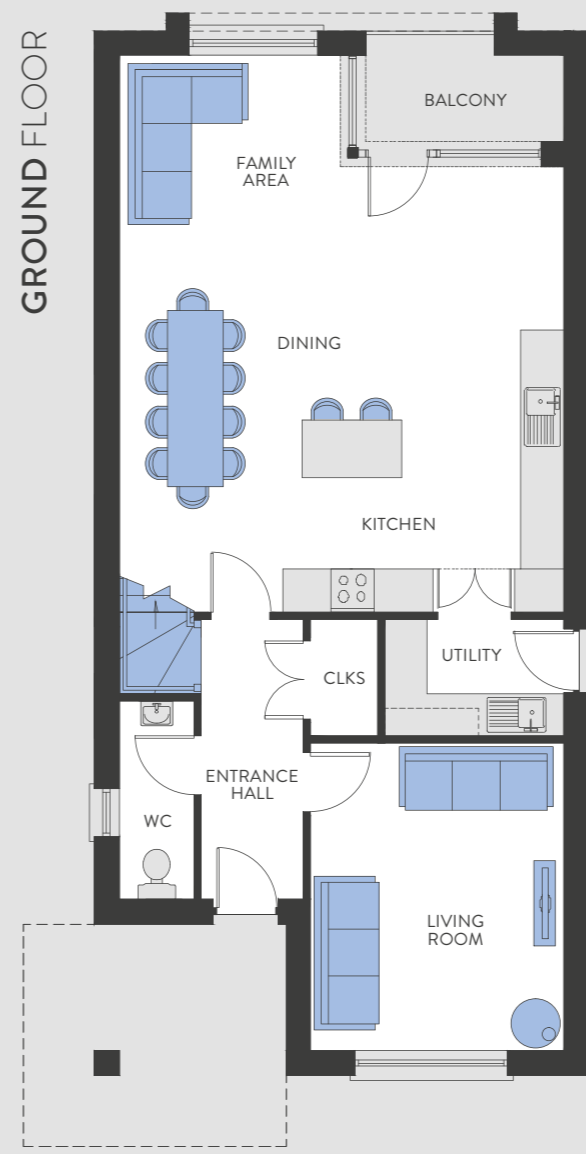 GROUND FLOOR
BALCONY
FAMILY
AREA
DINING
KITCHEN
UTILITY
CLKS
ENTRANCE
HALL
WC
LIVING
ROOM